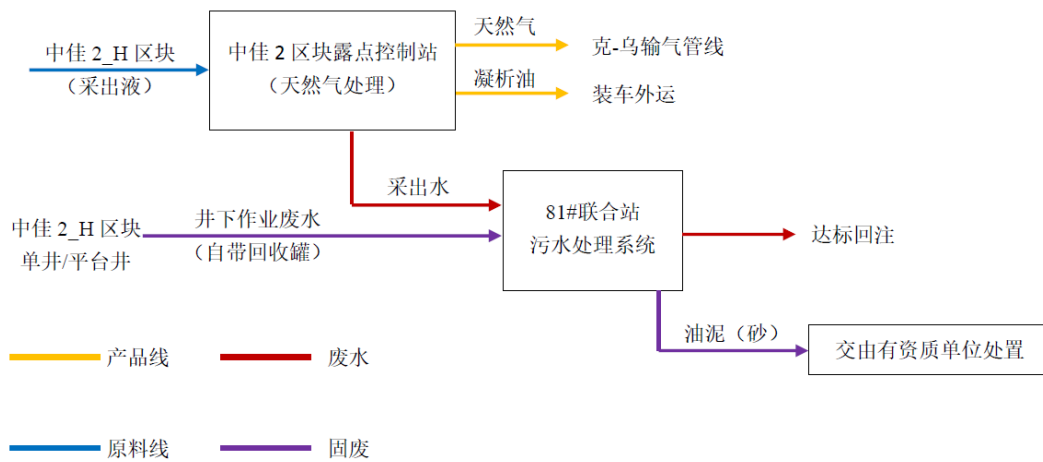 天然气
中佳 2_H 区块
（采出液）
中佳 2 区块露点控制站
（天然气处理）
克-乌输气管线
凝析油
装车外运
采出水
81#联合站
污水处理系统
中佳 2_H 区块
单井/平台井
井下作业废水
（自带回收罐）
达标回注
油泥（砂）
交由有资质单位处置
产品线
废水
原料线
固废